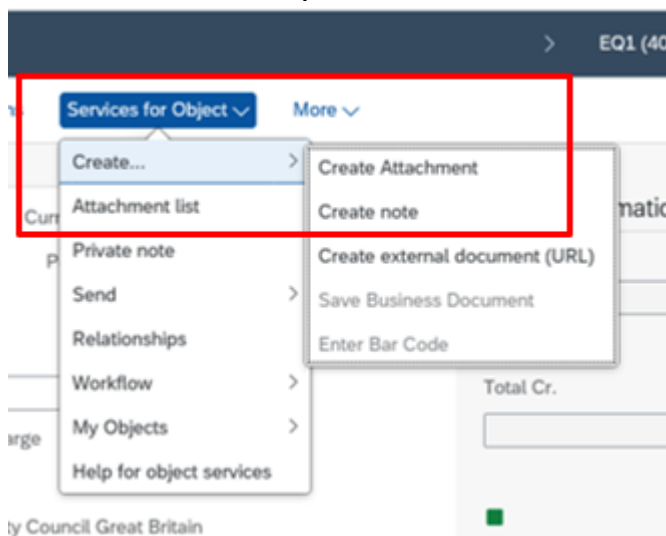 EQ1 (40
Services for Object
More
Create...
Create Attachment
Attachment list
Create note
matic
Curr
Private note
Create external document (URL)
P
Send
Save Business Document
Relationships
Enter Bar Code
Workflow
Total Cr.
My Objects
arge
Help for object services
ty Council Great Britain